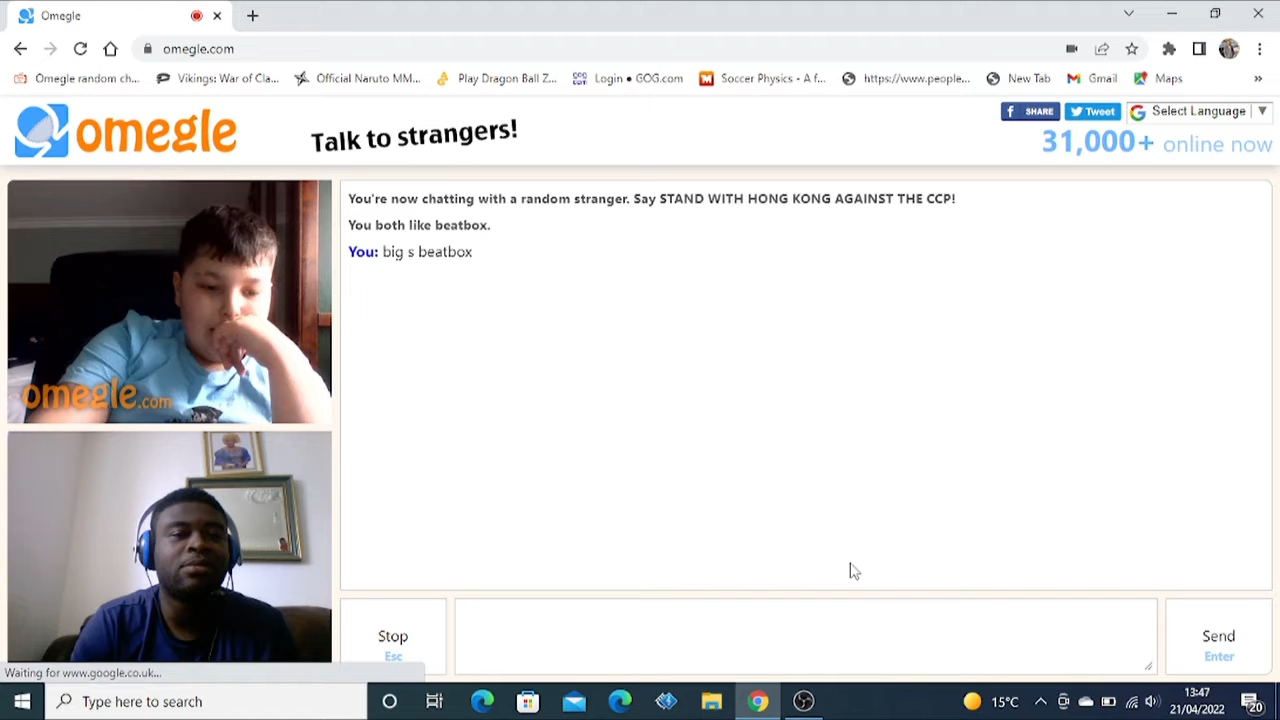 Omegle
omegle.com
Omegle random ch...
Vikings: War of Cla...
Official Naruto MM...
Play Dragon Ball Z...
GOG.com
Login ● GOG.com
Soccer Physics - A f...
https://www.people...
New Tab
Gmail
Maps
»
omegle
Talk to strangers!
f SHARE
Tweet
G Select Language ▼
31,000+ online now
You're now chatting with a random stranger. Say STAND WITH HONG KONG AGAINST THE CCP!
You both like beatbox.
You: big s beatbox
omegle.com
Stop
Esc
Send
Enter
Waiting for www.google.co.uk...
Type here to search
15°C
13:47
21/04/2022
20